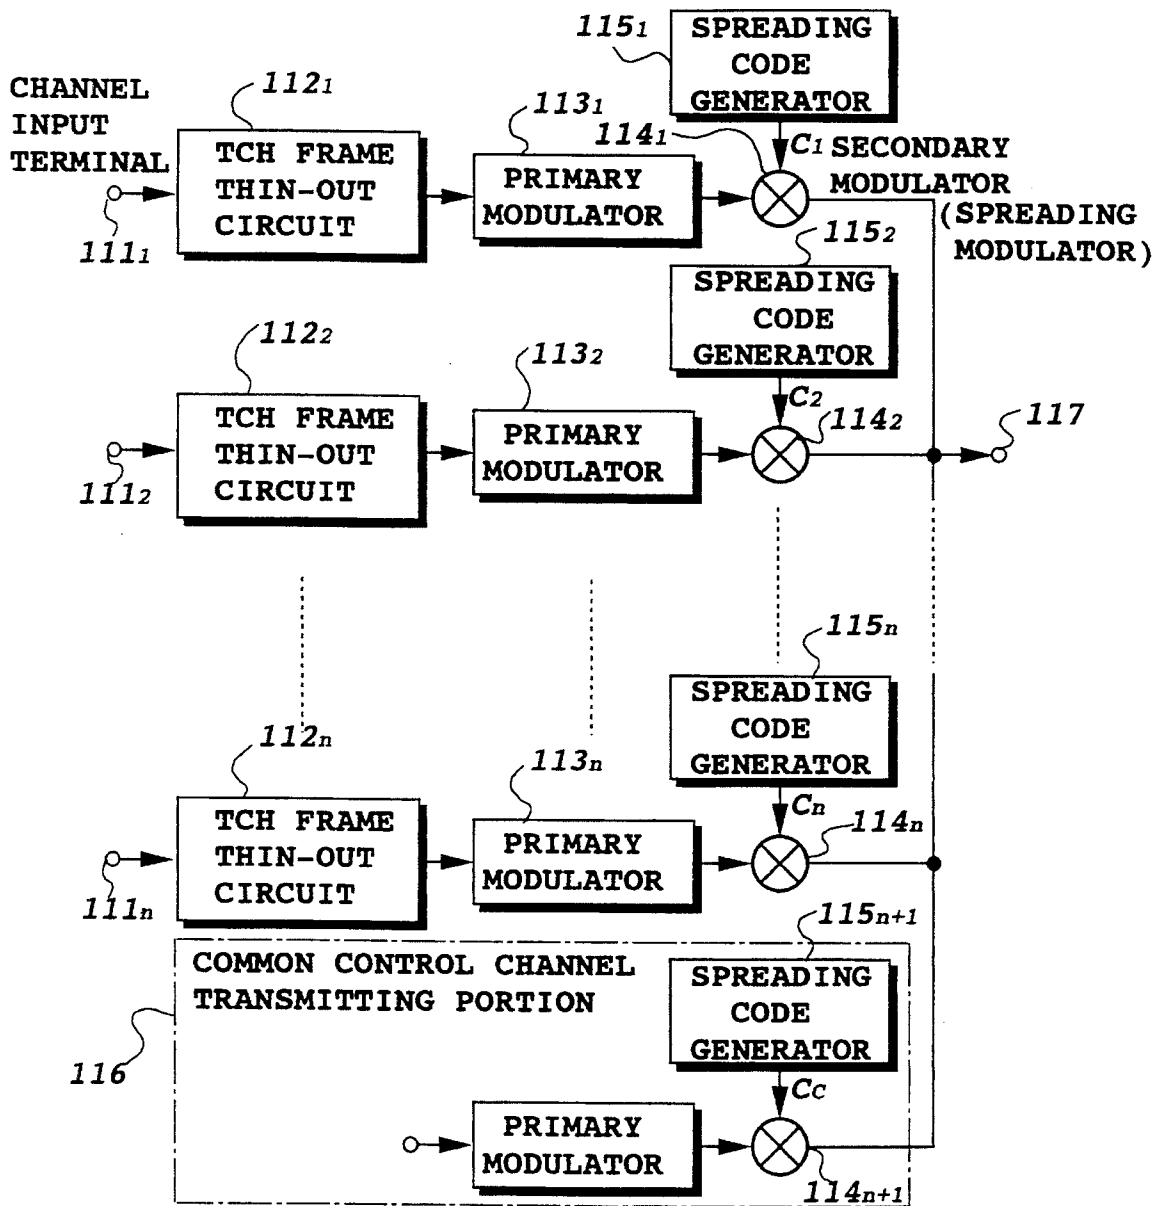 115₁
SPREADING
CODE
GENERATOR
CHANNEL
INPUT
TERMINAL
112₁
113₁
114₁
C₁
SECONDARY
MODULATOR
(SPREADING
MODULATOR)
TCH FRAME
THIN-OUT
CIRCUIT
PRIMARY
MODULATOR
111₁
115₂
SPREADING
CODE
GENERATOR
112₂
113₂
C₂
114₂
117
TCH FRAME
THIN-OUT
CIRCUIT
PRIMARY
MODULATOR
111₂
115n
SPREADING
CODE
GENERATOR
112n
113n
Cn
114n
TCH FRAME
THIN-OUT
CIRCUIT
PRIMARY
MODULATOR
111n
115n+1
COMMON CONTROL CHANNEL
TRANSMITTING PORTION
SPREADING
CODE
GENERATOR
116
CC
PRIMARY
MODULATOR
114n+1